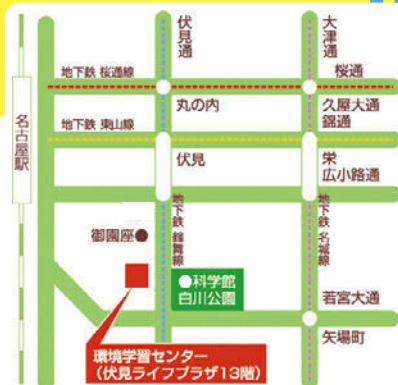 伏見通
大津通
地下鉄 桜通線
桜通
丸の内
久屋大通
錦通
地下鉄 東山線
名古屋駅
伏見
栄
広小路通
地下鉄 鶴舞線
地下鉄 名城線
御園座●
●科学館
白川公園
若宮大通
矢場町
環境学習センター
(伏見ライフプラザ13階)